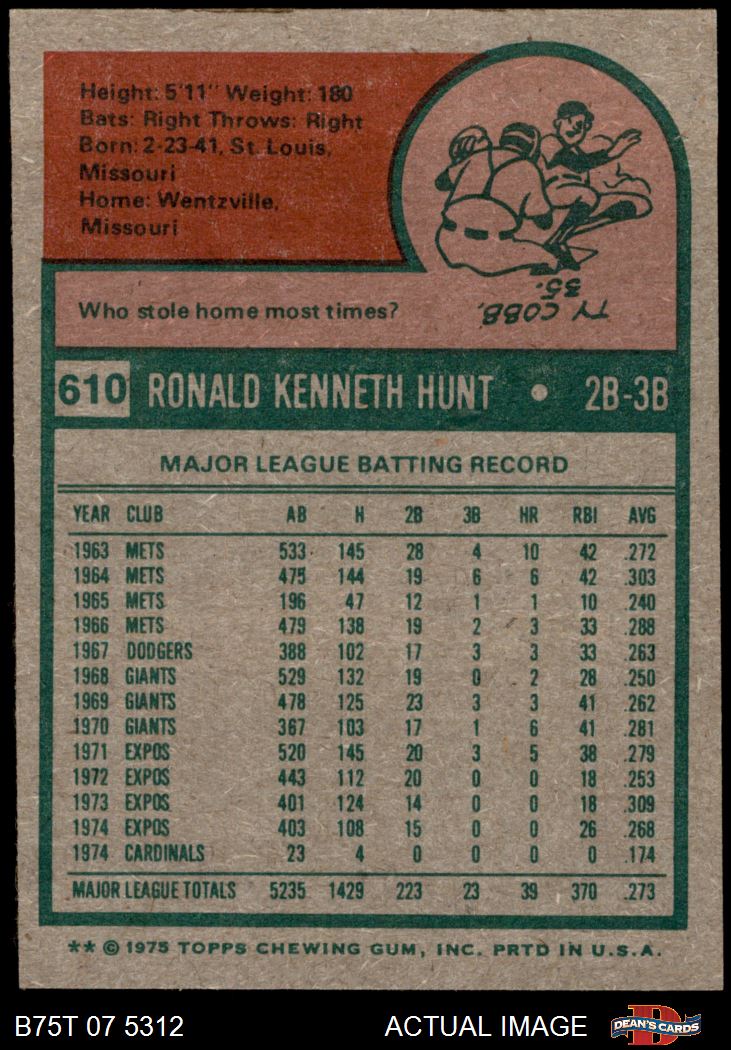 Height: 5'11" Weight: 180
Bats: Right Throws: Right
Born: 2-23-41, St. Louis,
Missouri
Home: Wentzville,
Missouri
Who stole home most times?
TY COBB,
35.
610 RONALD KENNETH HUNT • 2B-3B
MAJOR LEAGUE BATTING RECORD
YEAR CLUB AB H 2B 3B HR RBI AVG
1963 METS 533 145 28 4 10 42 .272
1964 METS 475 144 19 6 6 42 .303
1965 METS 196 47 12 1 1 10 .240
1966 METS 479 138 19 2 3 33 .288
1967 DODGERS 388 102 17 3 3 33 .263
1968 GIANTS 529 132 19 0 2 28 .250
1969 GIANTS 478 125 23 3 3 41 .262
1970 GIANTS 367 103 17 1 6 41 .281
1971 EXPOS 520 145 20 3 5 38 .279
1972 EXPOS 443 112 20 0 0 18 .253
1973 EXPOS 401 124 14 0 0 18 .309
1974 EXPOS 403 108 15 0 0 26 .268
1974 CARDINALS 23 4 0 0 0 0 .174
MAJOR LEAGUE TOTALS 5235 1429 223 23 39 370 .273
** © 1975 TOPPS CHEWING GUM, INC. PRTD IN U.S.A.
B75T 07 5312 ACTUAL IMAGE
D
DEAN'S CARDS